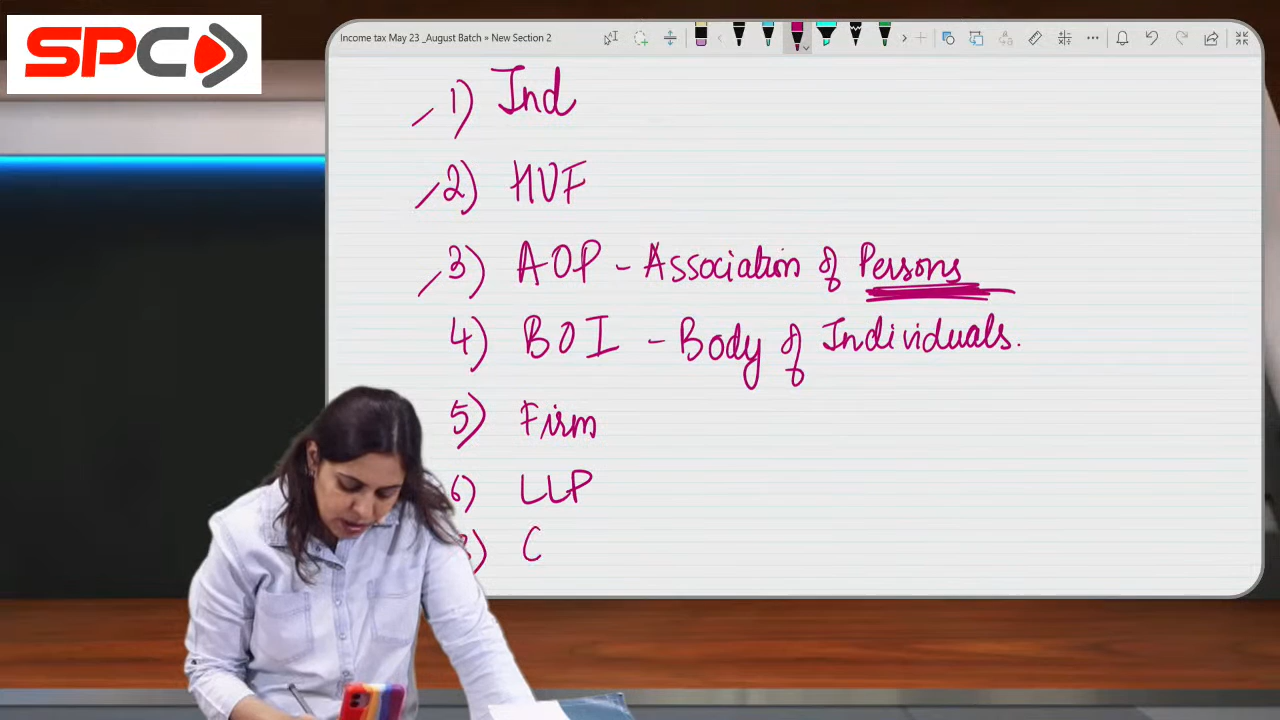 SPC
Income tax May 23 _August Batch » New Section 2
1) Ind
2) HUF
3) AOP - Association of Persons
4) BOI - Body of Individuals.
5) Firm
6) LLP
) C